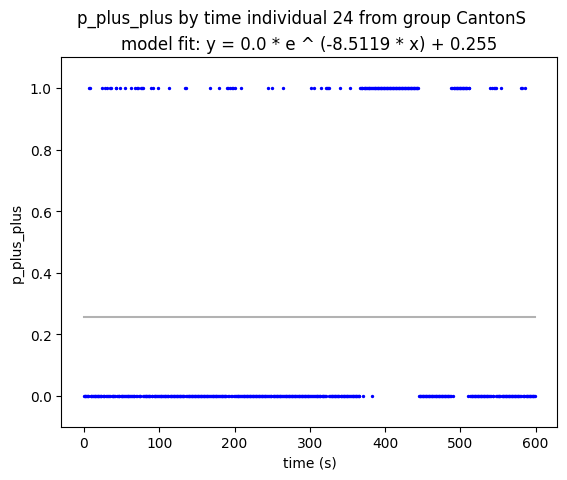 p_plus_plus by time individual 24 from group CantonS
model fit: y = 0.0 * e ^ (-8.5119 * x) + 0.255
1.0
0.8
0.6
0.4
0.2
0.0
p_plus_plus
0 100 200 300 400 500 600
time (s)